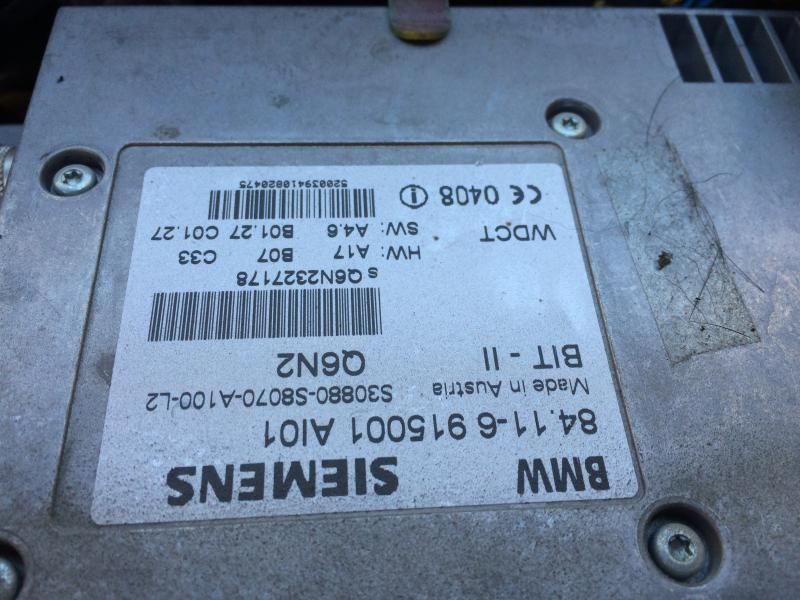 BMW SIEMENS
84.11-6 915001 AI01
Made in Austria S30880-S8070-A100-L2
BIT - II Q6N2
s Q6N2327178
HW: A17 B07 C33
WDCT SW: A4.6 B01.27 C01.27
CE 0408
520039410820475